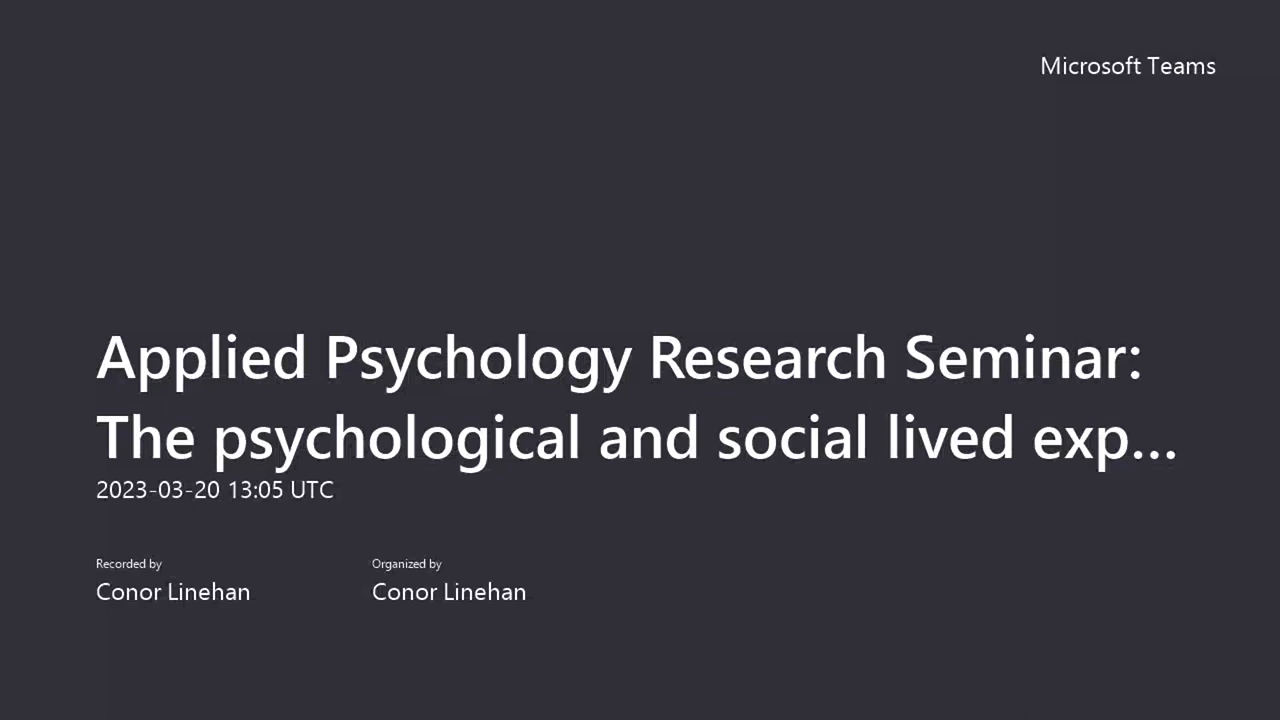 Microsoft Teams
Applied Psychology Research Seminar:
The psychological and social lived exp...
2023-03-20 13:05 UTC
Recorded by
Conor Linehan
Organized by
Conor Linehan